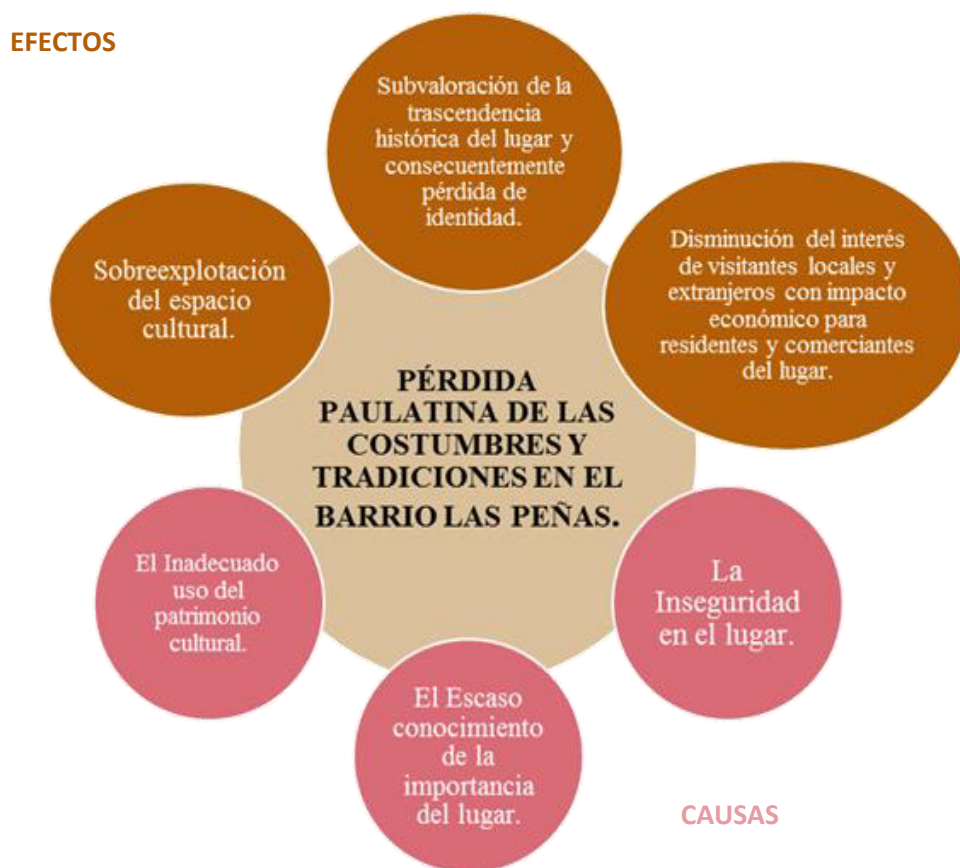 EFECTOS
Subvaloración de la
trascendencia
histórica del lugar y
consecuentemente
pérdida de
identidad.
Sobreexplotación
del espacio
cultural.
Disminución del interés
de visitantes locales y
extranjeros con impacto
económico para
residentes y comerciantes
del lugar.
PÉRDIDA
PAULATINA DE LAS
COSTUMBRES Y
TRADICIONES EN EL
BARRIO LAS PEÑAS.
El Inadecuado
uso del
patrimonio
cultural.
La
Inseguridad
en el lugar.
El Escaso
conocimiento
de la
importancia
del lugar.
CAUSAS